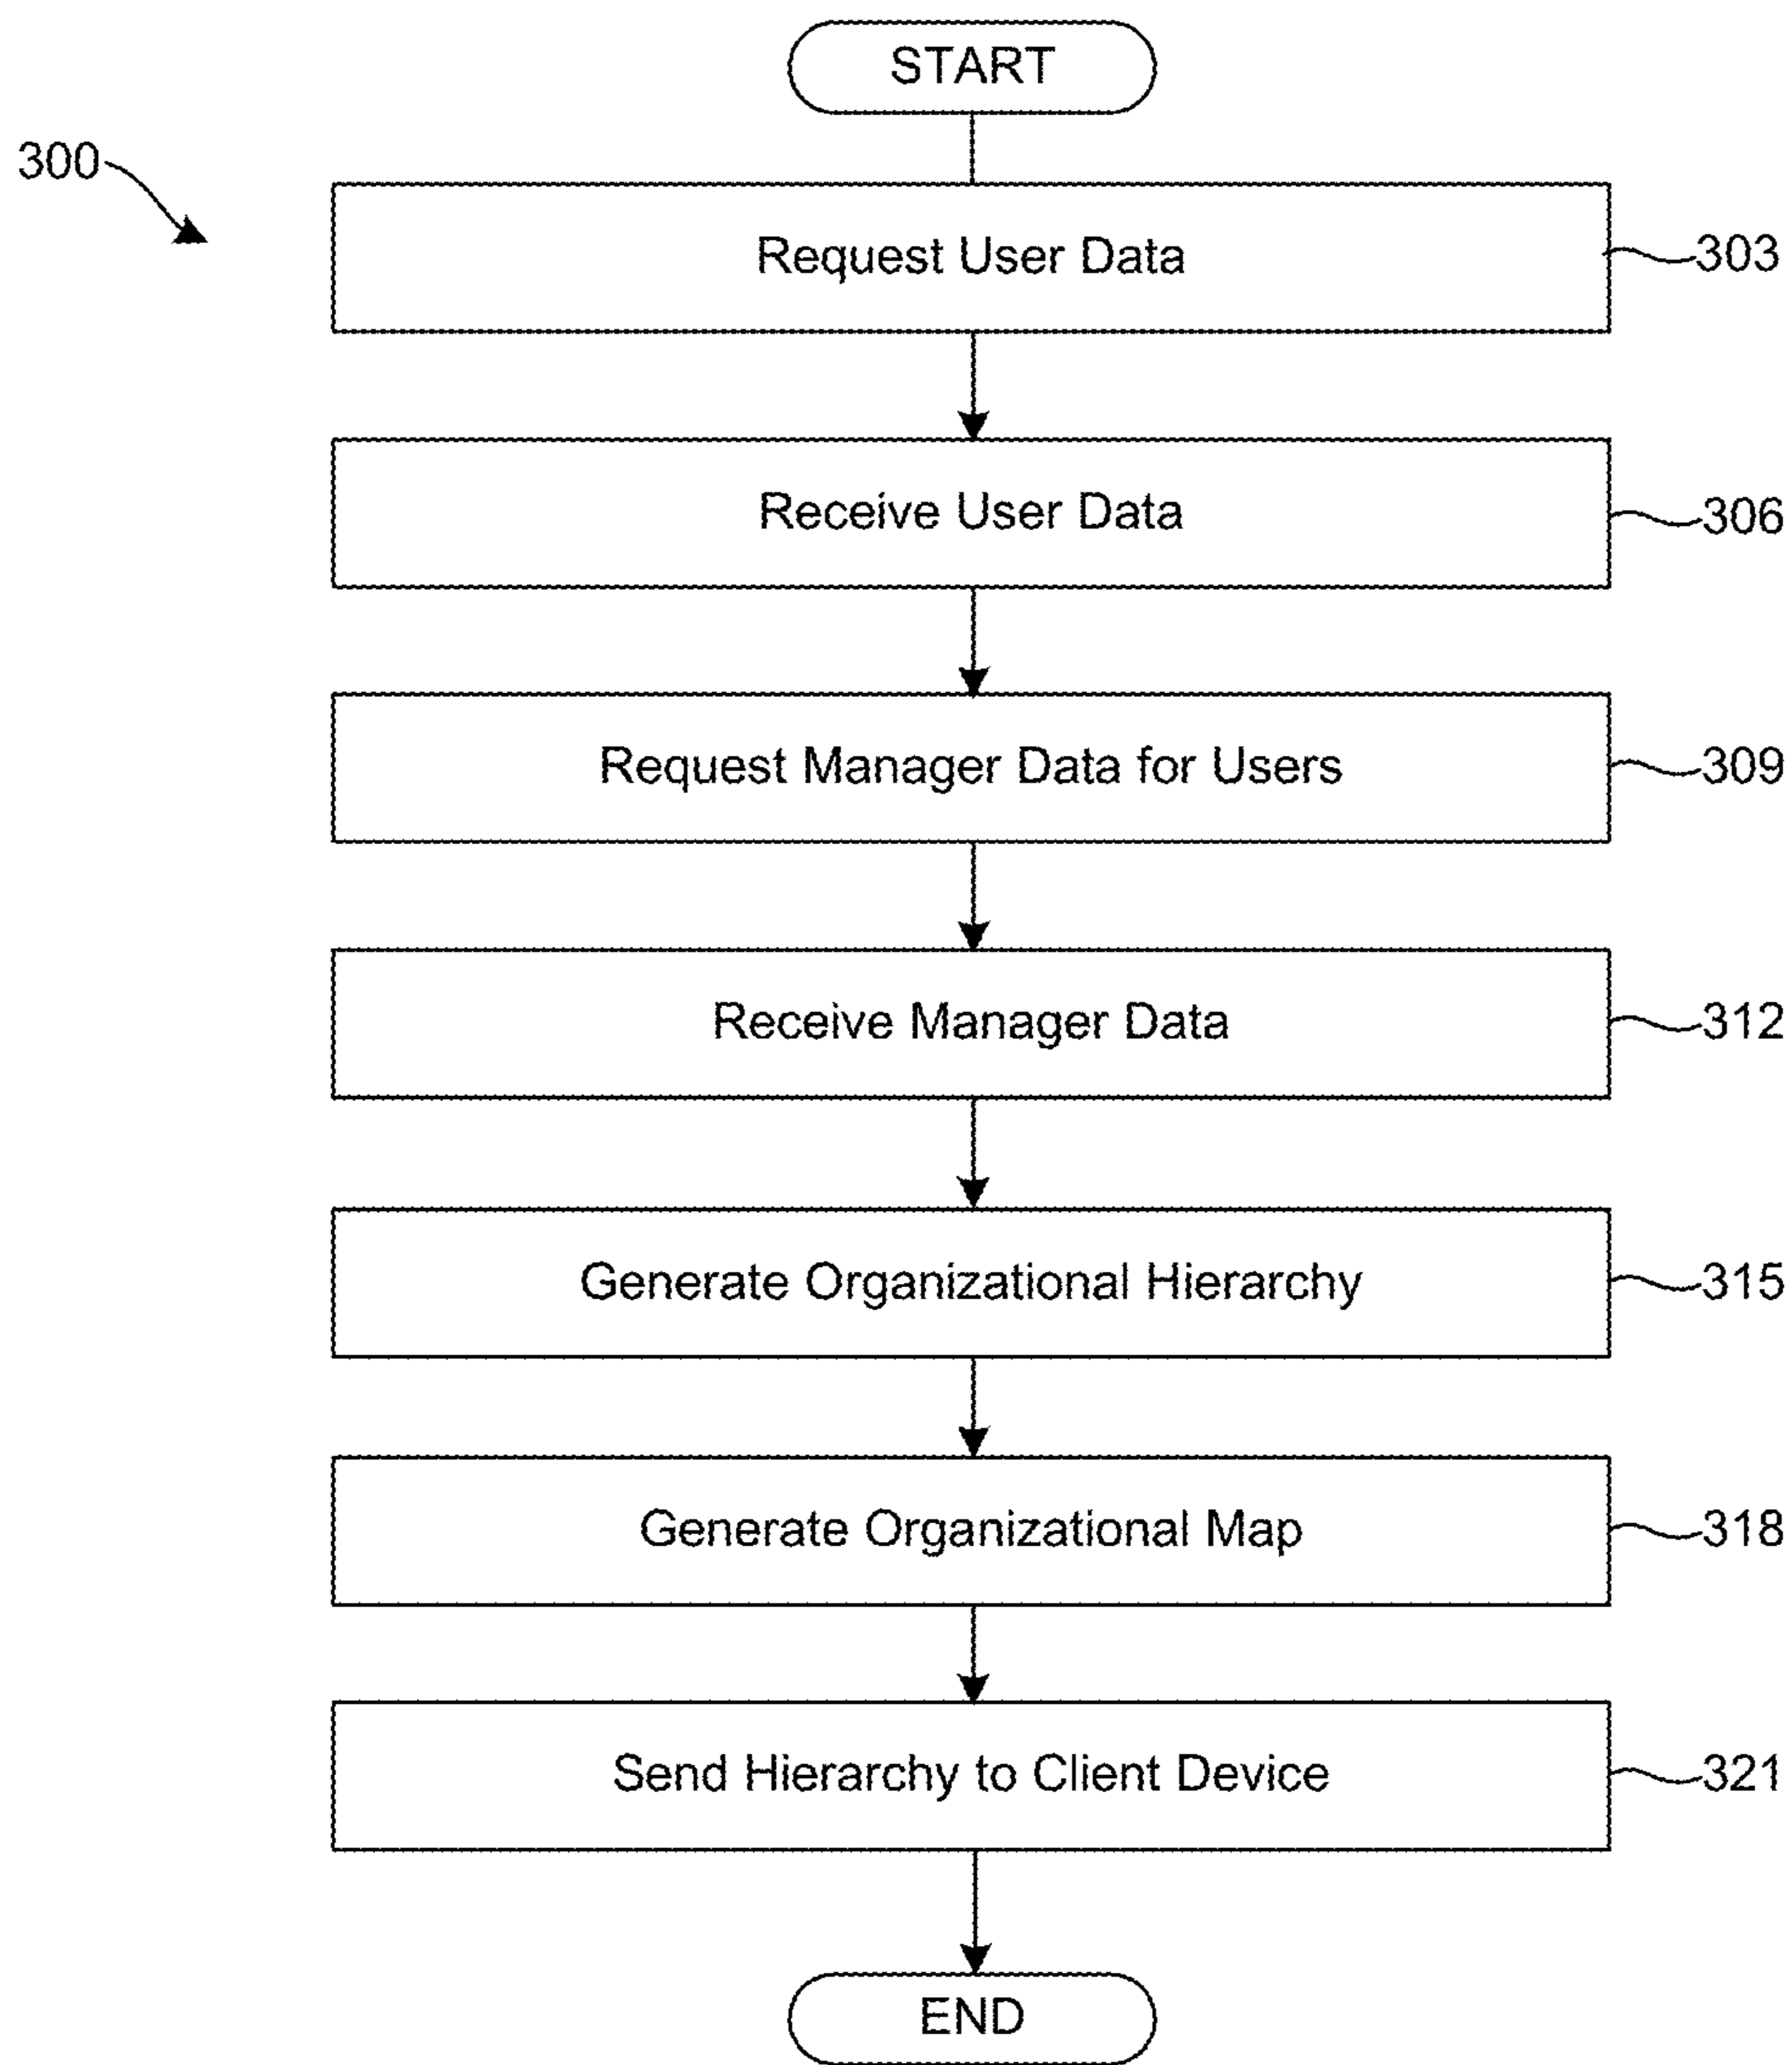 START
300
Request User Data
303
Receive User Data
306
Request Manager Data for Users
309
Receive Manager Data
312
Generate Organizational Hierarchy
315
Generate Organizational Map
318
Send Hierarchy to Client Device
321
END